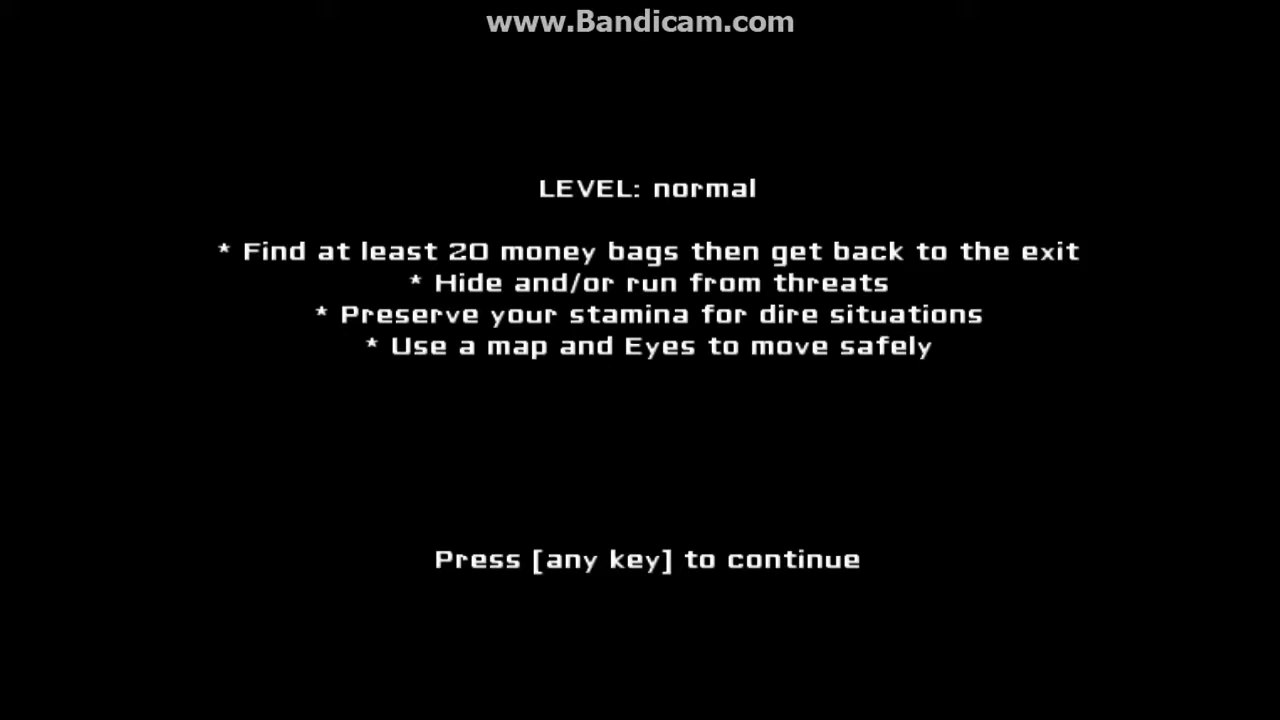 www.Bandicam.com
LEVEL: normal
* Find at least 20 money bags then get back to the exit
* Hide and/or run from threats
* Preserve your stamina for dire situations
* Use a map and Eyes to move safely
Press [any key] to continue